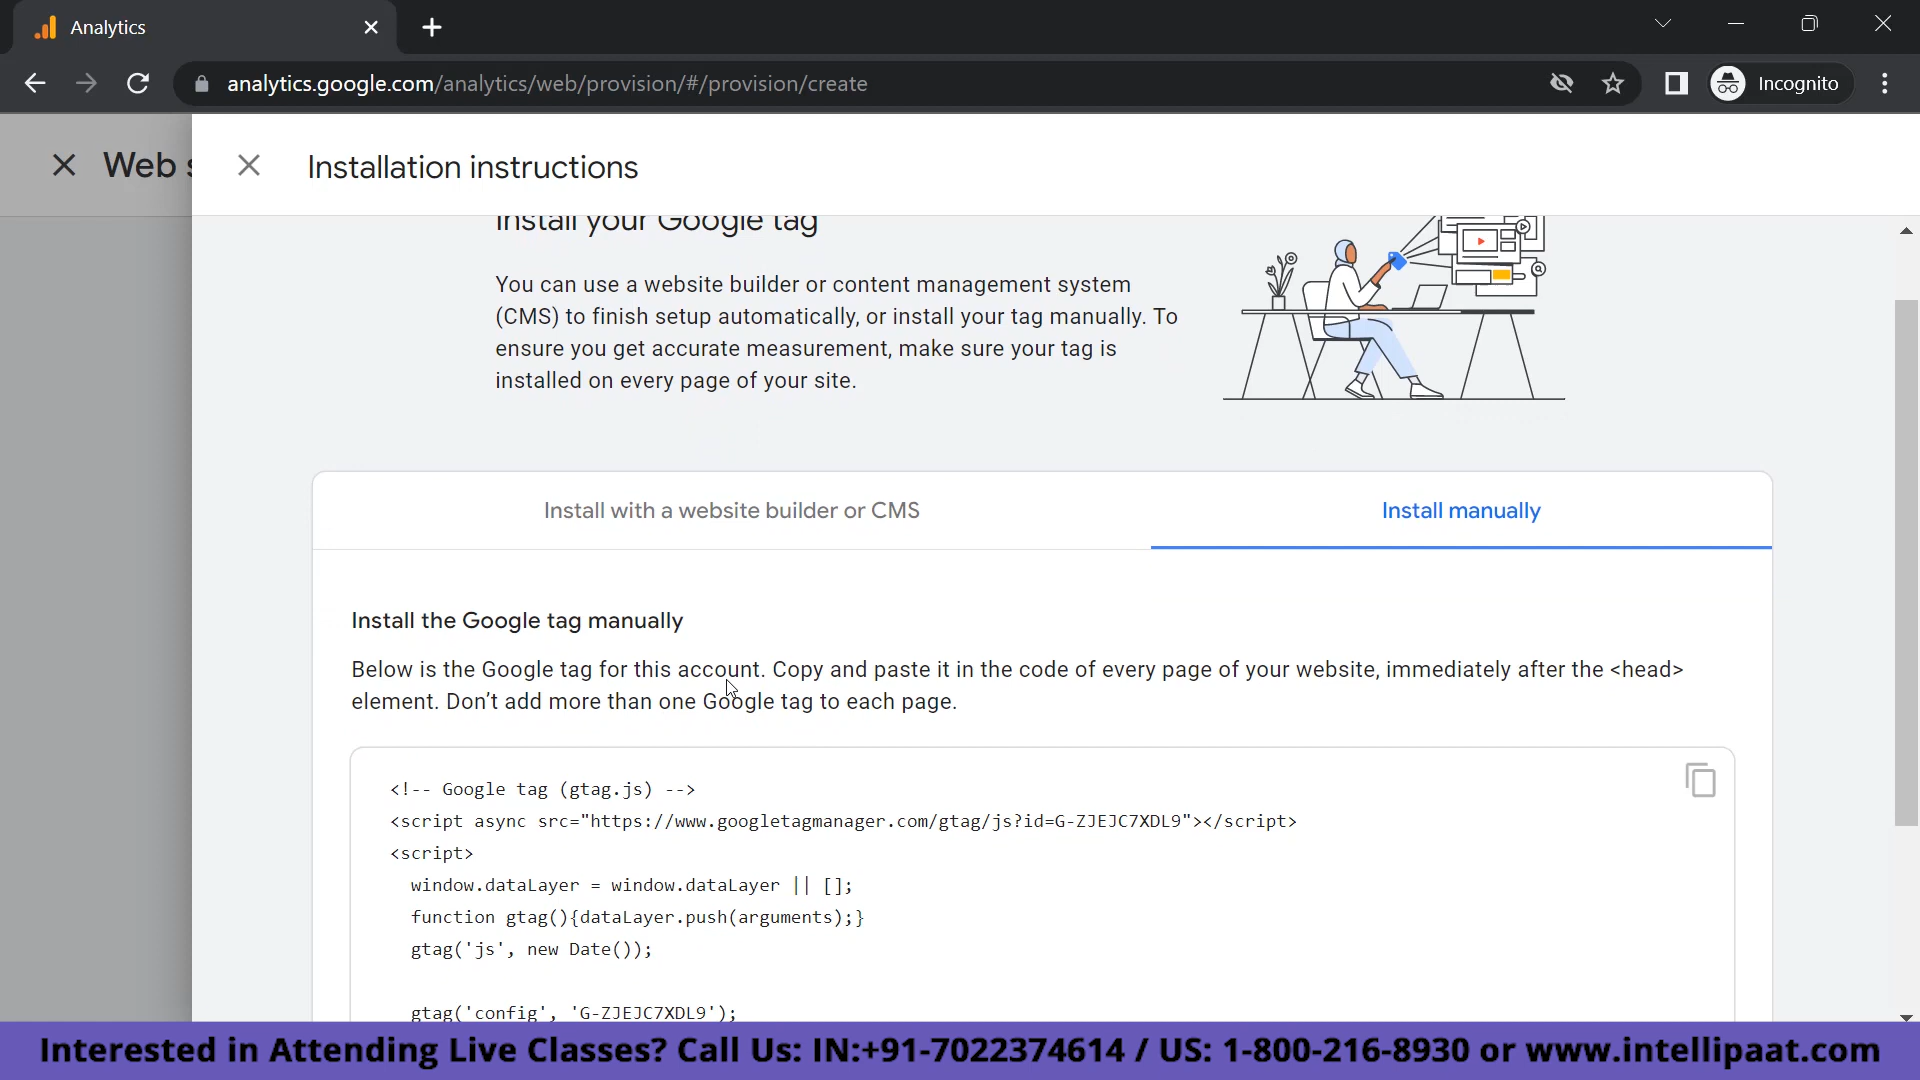 Analytics
analytics.google.com/analytics/web/provision/#/provision/create
Incognito
Web s
Installation instructions
Install your Google tag
You can use a website builder or content management system
(CMS) to finish setup automatically, or install your tag manually. To
ensure you get accurate measurement, make sure your tag is
installed on every page of your site.
Install with a website builder or CMS
Install manually
Install the Google tag manually
Below is the Google tag for this account. Copy and paste it in the code of every page of your website, immediately after the <head>
element. Don't add more than one Google tag to each page.
<!-- Google tag (gtag.js) -->
<script async src="https://www.googletagmanager.com/gtag/js?id=G-ZJEJC7XDL9"></script>
<script>
window.dataLayer = window.dataLayer || [];
function gtag(){dataLayer.push(arguments);}
gtag('js', new Date());
gtag('config', 'G-ZJEJC7XDL9');
Interested in Attending Live Classes? Call Us: IN:+91-7022374614 / US: 1-800-216-8930 or www.intellipaat.com